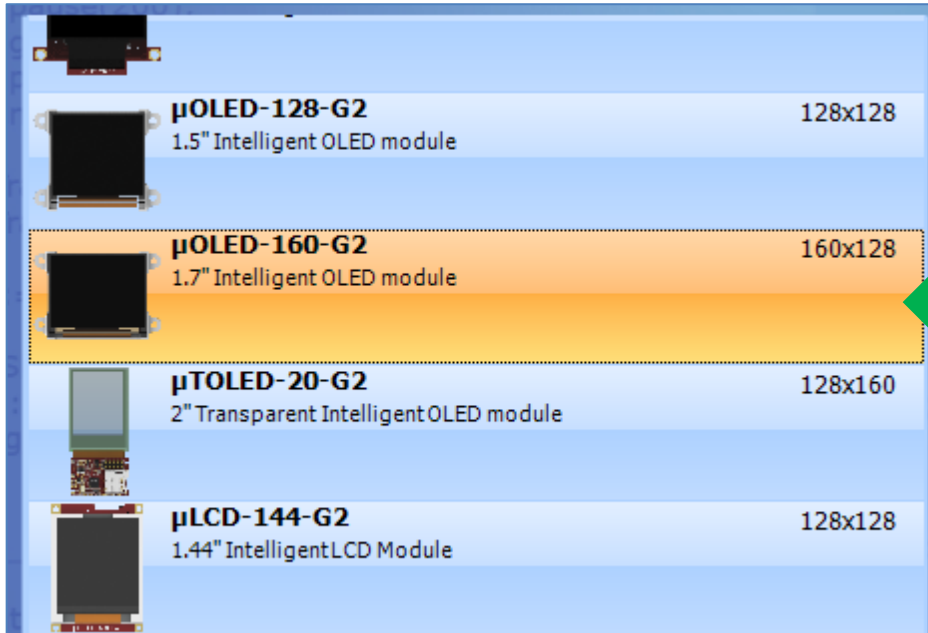 µOLED-128-G2 128x128
1.5" Intelligent OLED module
µOLED-160-G2 160x128
1.7" Intelligent OLED module
µTOLED-20-G2 128x160
2" Transparent Intelligent OLED module
µLCD-144-G2 128x128
1.44" Intelligent LCD Module